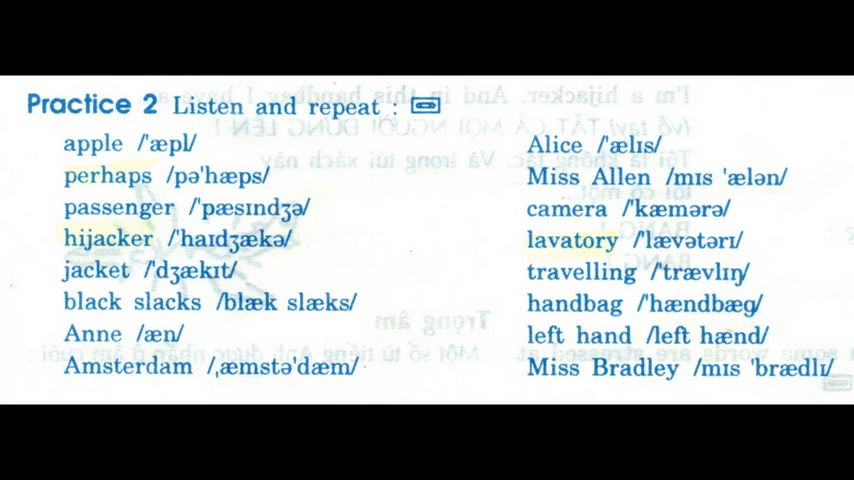 Practice 2 Listen and repeat :
apple /'æpl/
perhaps /pə'hæps/
passenger /'pæsɪndʒə/
hijacker /'haɪdʒækə/
jacket /'dʒækɪt/
black slacks /blæk slæks/
Anne /æn/
Amsterdam /ˌæmstə'dæm/
Alice /'ælɪs/
Miss Allen /mɪs 'ælən/
camera /'kæmərə/
lavatory /'lævətərɪ/
travelling /'trævlɪŋ/
handbag /'hændbæg/
left hand /left hænd/
Miss Bradley /mɪs 'brædlɪ/